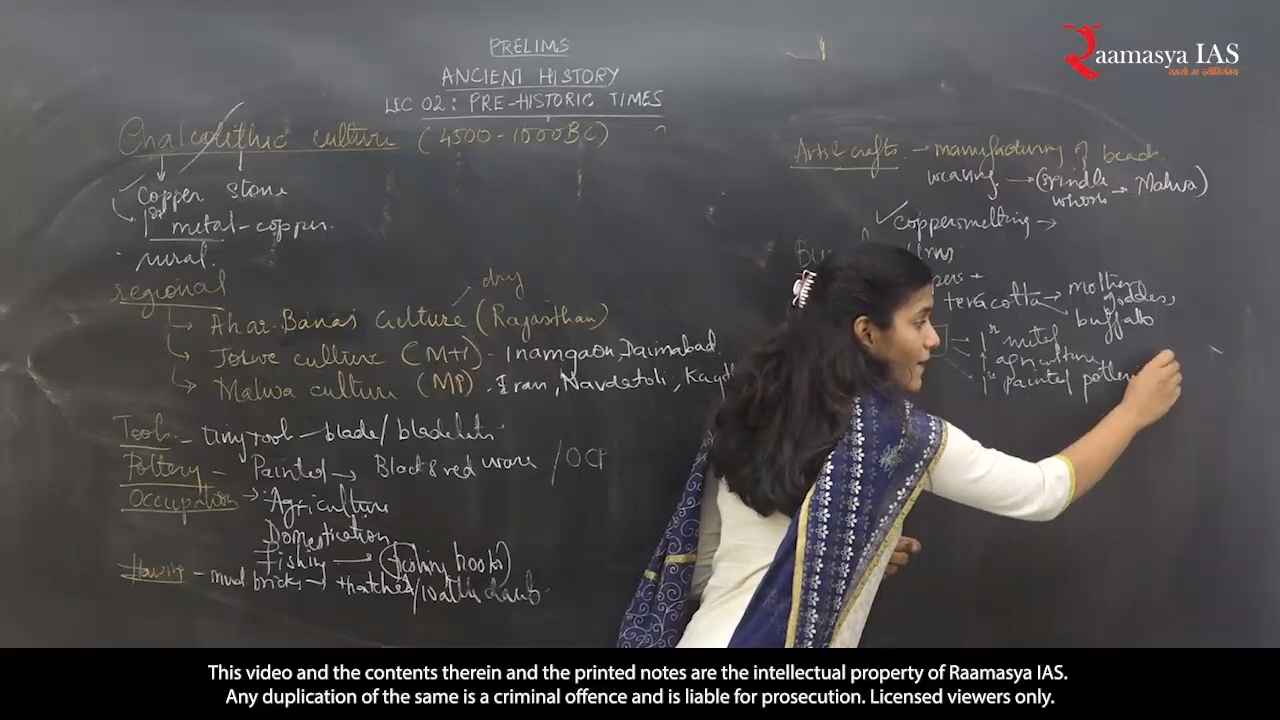 Raamasya IAS
तमसो मा ज्योतिर्गमय
PRELIMS
ANCIENT HISTORY
LEC 02: PRE-HISTORIC TIMES
Chalcolithic culture (4500-1000BC)
Copper stone
1st metal-copper.
rural.
regional
dry
Ahar-Banas culture (Rajasthan)
Jorwe culture (MH) - Inamgaon, Daimabad.
Malwa culture (MP). Eran, Navdatoli,
Tools - tiny tool - blade/bladelets
Pottery - Painted → Black & red ware /OCP
Occupation → Agriculture
Domestication
Fishing → (fishing hooks)
Housing - mud bricks → thatched/wattle daub
Art & crafts → manufacturing of beads
weaving → (spindle whorls → Malwa)
✓ copper smelting →
teracotta → mother goddess,
buffalo
1st metal
agriculture
1st painted
This video and the contents therein and the printed notes are the intellectual property of Raamasya IAS.
Any duplication of the same is a criminal offence and is liable for prosecution. Licensed viewers only.